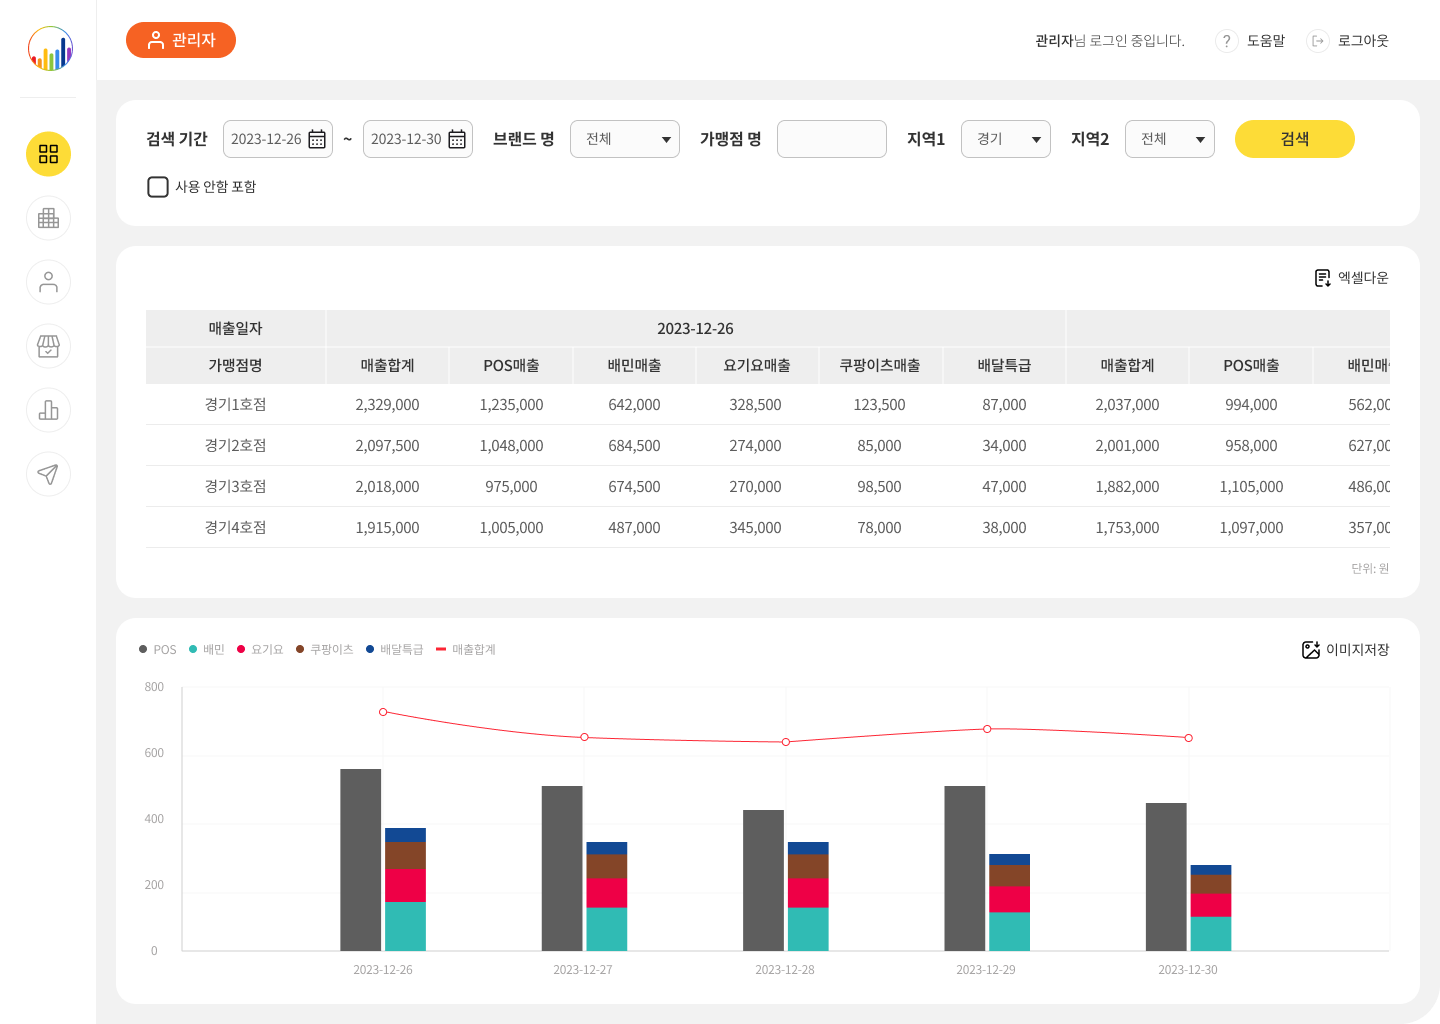 관리자
관리자님 로그인 중입니다.
? 도움말
로그아웃
검색 기간 2023-12-26 ~ 2023-12-30 브랜드 명 전체 가맹점 명 지역1 경기 지역2 전체 검색
사용 안함 포함
엑셀다운
매출일자 2023-12-26
가맹점명 매출합계 POS매출 배민매출 요기요매출 쿠팡이츠매출 배달특급 매출합계 POS매출 배민매
경기1호점 2,329,000 1,235,000 642,000 328,500 123,500 87,000 2,037,000 994,000 562,00
경기2호점 2,097,500 1,048,000 684,500 274,000 85,000 34,000 2,001,000 958,000 627,00
경기3호점 2,018,000 975,000 674,500 270,000 98,500 47,000 1,882,000 1,105,000 486,00
경기4호점 1,915,000 1,005,000 487,000 345,000 78,000 38,000 1,753,000 1,097,000 357,00
단위: 원
POS 배민 요기요 쿠팡이츠 배달특급 매출합계
이미지저장
800
600
400
200
0
2023-12-26 2023-12-27 2023-12-28 2023-12-29 2023-12-30